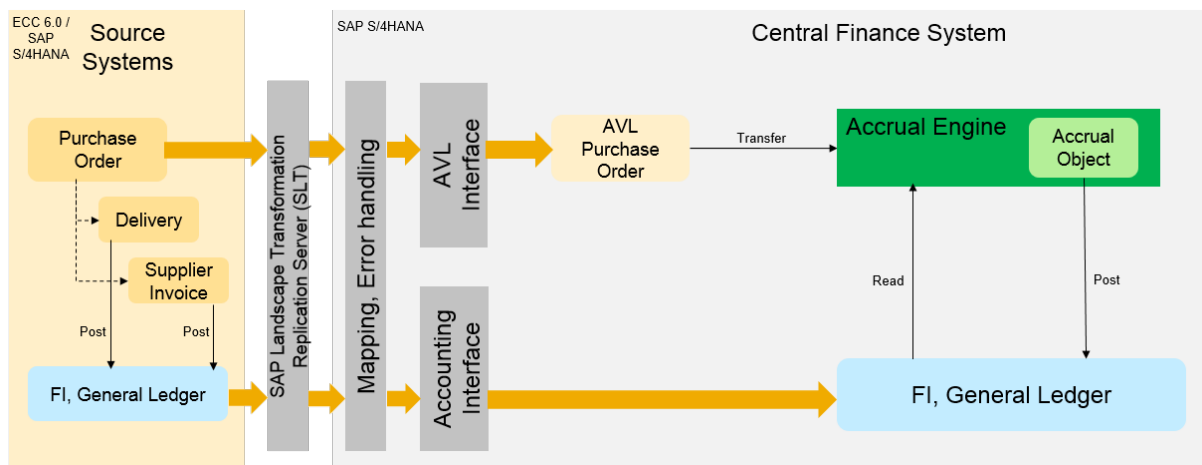 ECC 6.0 /
SAP
S/4HANA
Source
Systems
SAP S/4HANA
Central Finance System
Purchase
Order
Delivery
Supplier
Invoice
Post
Post
FI, General Ledger
SAP Landscape Transformation
Replication Server (SLT)
Mapping, Error handling
AVL
Interface
Accounting
Interface
AVL
Purchase
Order
Transfer
Accrual Engine
Accrual
Object
Read
Post
FI, General Ledger